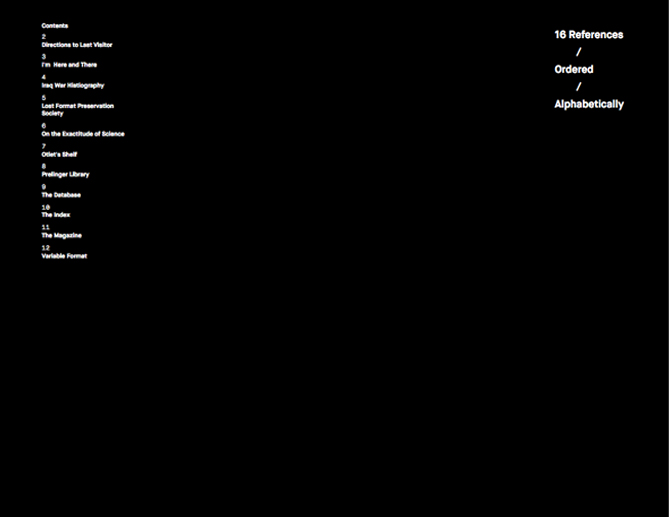 Contents
2
Directions to Last Visitor
3
I'm Here and There
4
Iraq War Histiography
5
Lost Format Preservation
Society
6
On the Exactitude of Science
7
Otlet's Shelf
8
Prelinger Library
9
The Database
10
The Index
11
The Magazine
12
Variable Format
16 References
/
Ordered
/
Alphabetically